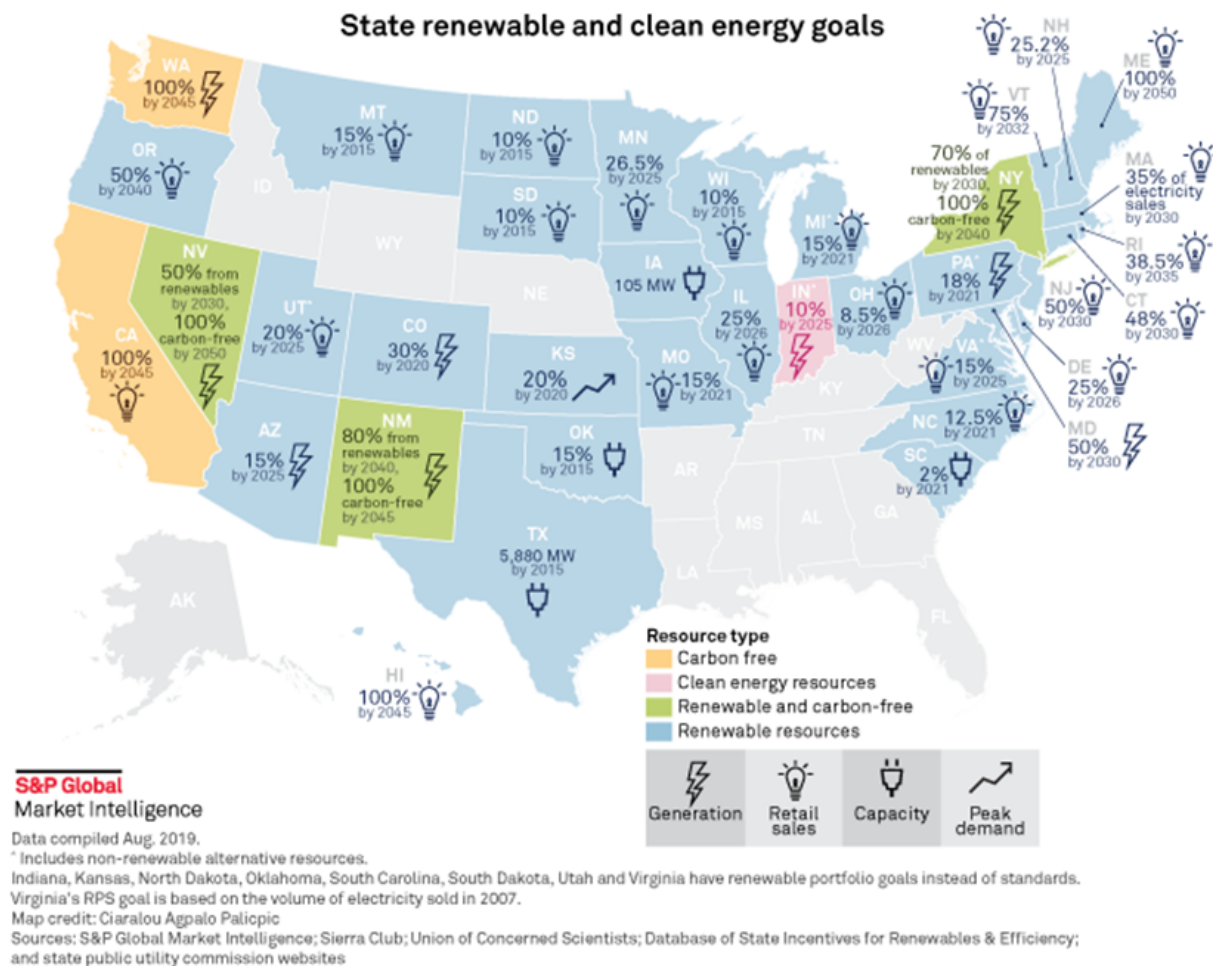 State renewable and clean energy goals
WA
100%
by 2045
OR
50%
by 2040
CA
100%
by 2045
NV
50% from
renewables
by 2030,
100%
carbon-free
by 2050
ID
MT
15%
by 2015
WY
UT^
20%
by 2025
AZ
15%
by 2025
CO
30%
by 2020
NM
80% from
renewables
by 2040,
100%
carbon-free
by 2045
ND
10%
by 2015
SD
10%
by 2015
NE
KS
20%
by 2020
OK
15%
by 2015
TX
5,880 MW
by 2015
MN
26.5%
by 2025
IA
105 MW
MO
15%
by 2021
AR
LA
WI
10%
by 2015
IL
25%
by 2026
MI^
15%
by 2021
IN^
10%
by 2025
OH
8.5%
by 2026
KY
TN
MS
AL
GA
FL
WV
VA^
15%
by 2025
NC
12.5%
by 2021
SC
2%
by 2021
PA^
18%
by 2021
70% of
renewables
by 2030,
100%
carbon-free
by 2040
NY
VT
75%
by 2032
NH
25.2%
by 2025
ME
100%
by 2050
MA
35% of
electricity
sales
by 2030
RI
38.5%
by 2035
CT
48%
by 2030
NJ
50%
by 2030
DE
25%
by 2026
MD
50%
by 2030
AK
HI
100%
by 2045
Resource type
Carbon free
Clean energy resources
Renewable and carbon-free
Renewable resources
Generation
Retail
sales
Capacity
Peak
demand
S&P Global
Market Intelligence
Data compiled Aug. 2019.
^ Includes non-renewable alternative resources.
Indiana, Kansas, North Dakota, Oklahoma, South Carolina, South Dakota, Utah and Virginia have renewable portfolio goals instead of standards.
Virginia's RPS goal is based on the volume of electricity sold in 2007.
Map credit: Ciaralou Agpalo Palicpic
Sources: S&P Global Market Intelligence; Sierra Club; Union of Concerned Scientists; Database of State Incentives for Renewables & Efficiency;
and state public utility commission websites